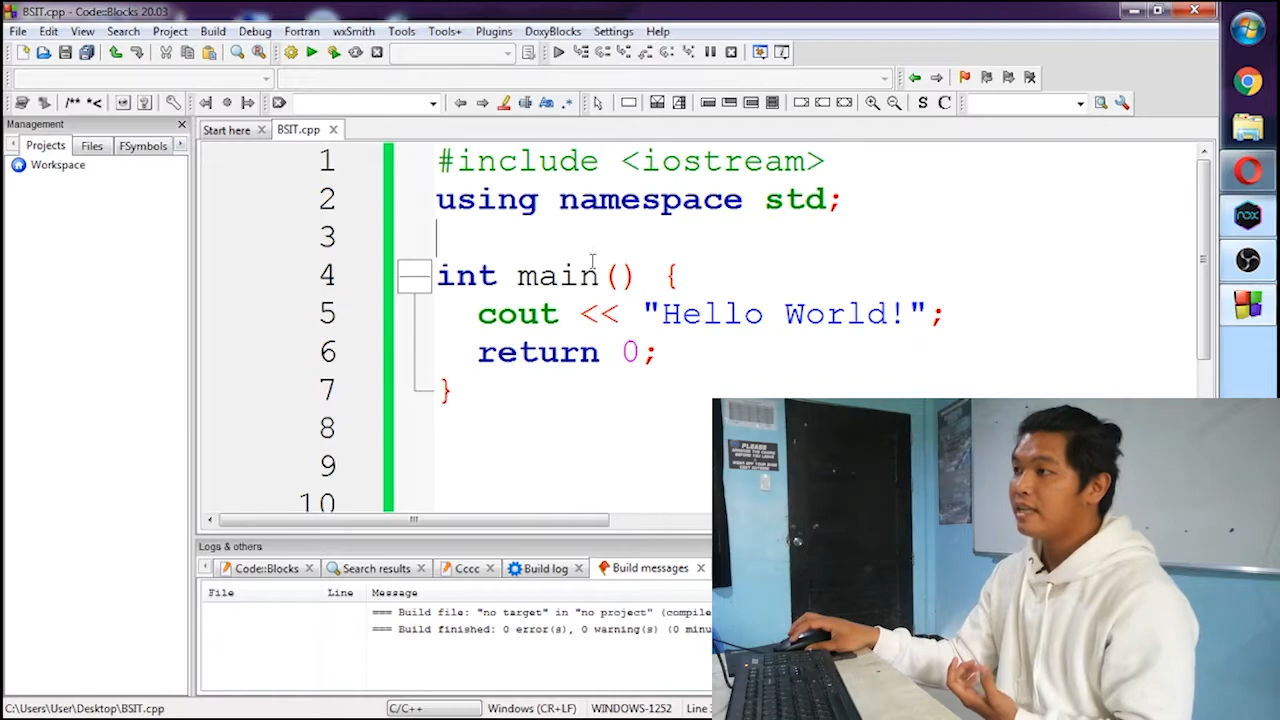 BSIT.cpp - Code::Blocks 20.03
File Edit View Search Project Build Debug Fortran wxSmith Tools Tools+ Plugins DoxyBlocks Settings Help
/** *<
S C
Management
Projects Files FSymbols
Workspace
Start here BSIT.cpp
1 #include <iostream>
2 using namespace std;
3
4 int main() {
5 cout << "Hello World!";
6 return 0;
7 }
8
9
10
Logs & others
Code::Blocks Search results Cccc Build log Build messages
File Line Message
=== Build file: "no target" in "no project" (compile
=== Build finished: 0 error(s), 0 warning(s) (0 minu
C:\Users\User\Desktop\BSIT.cpp C/C++ Windows (CR+LF) WINDOWS-1252 Line
nox
PLEASE